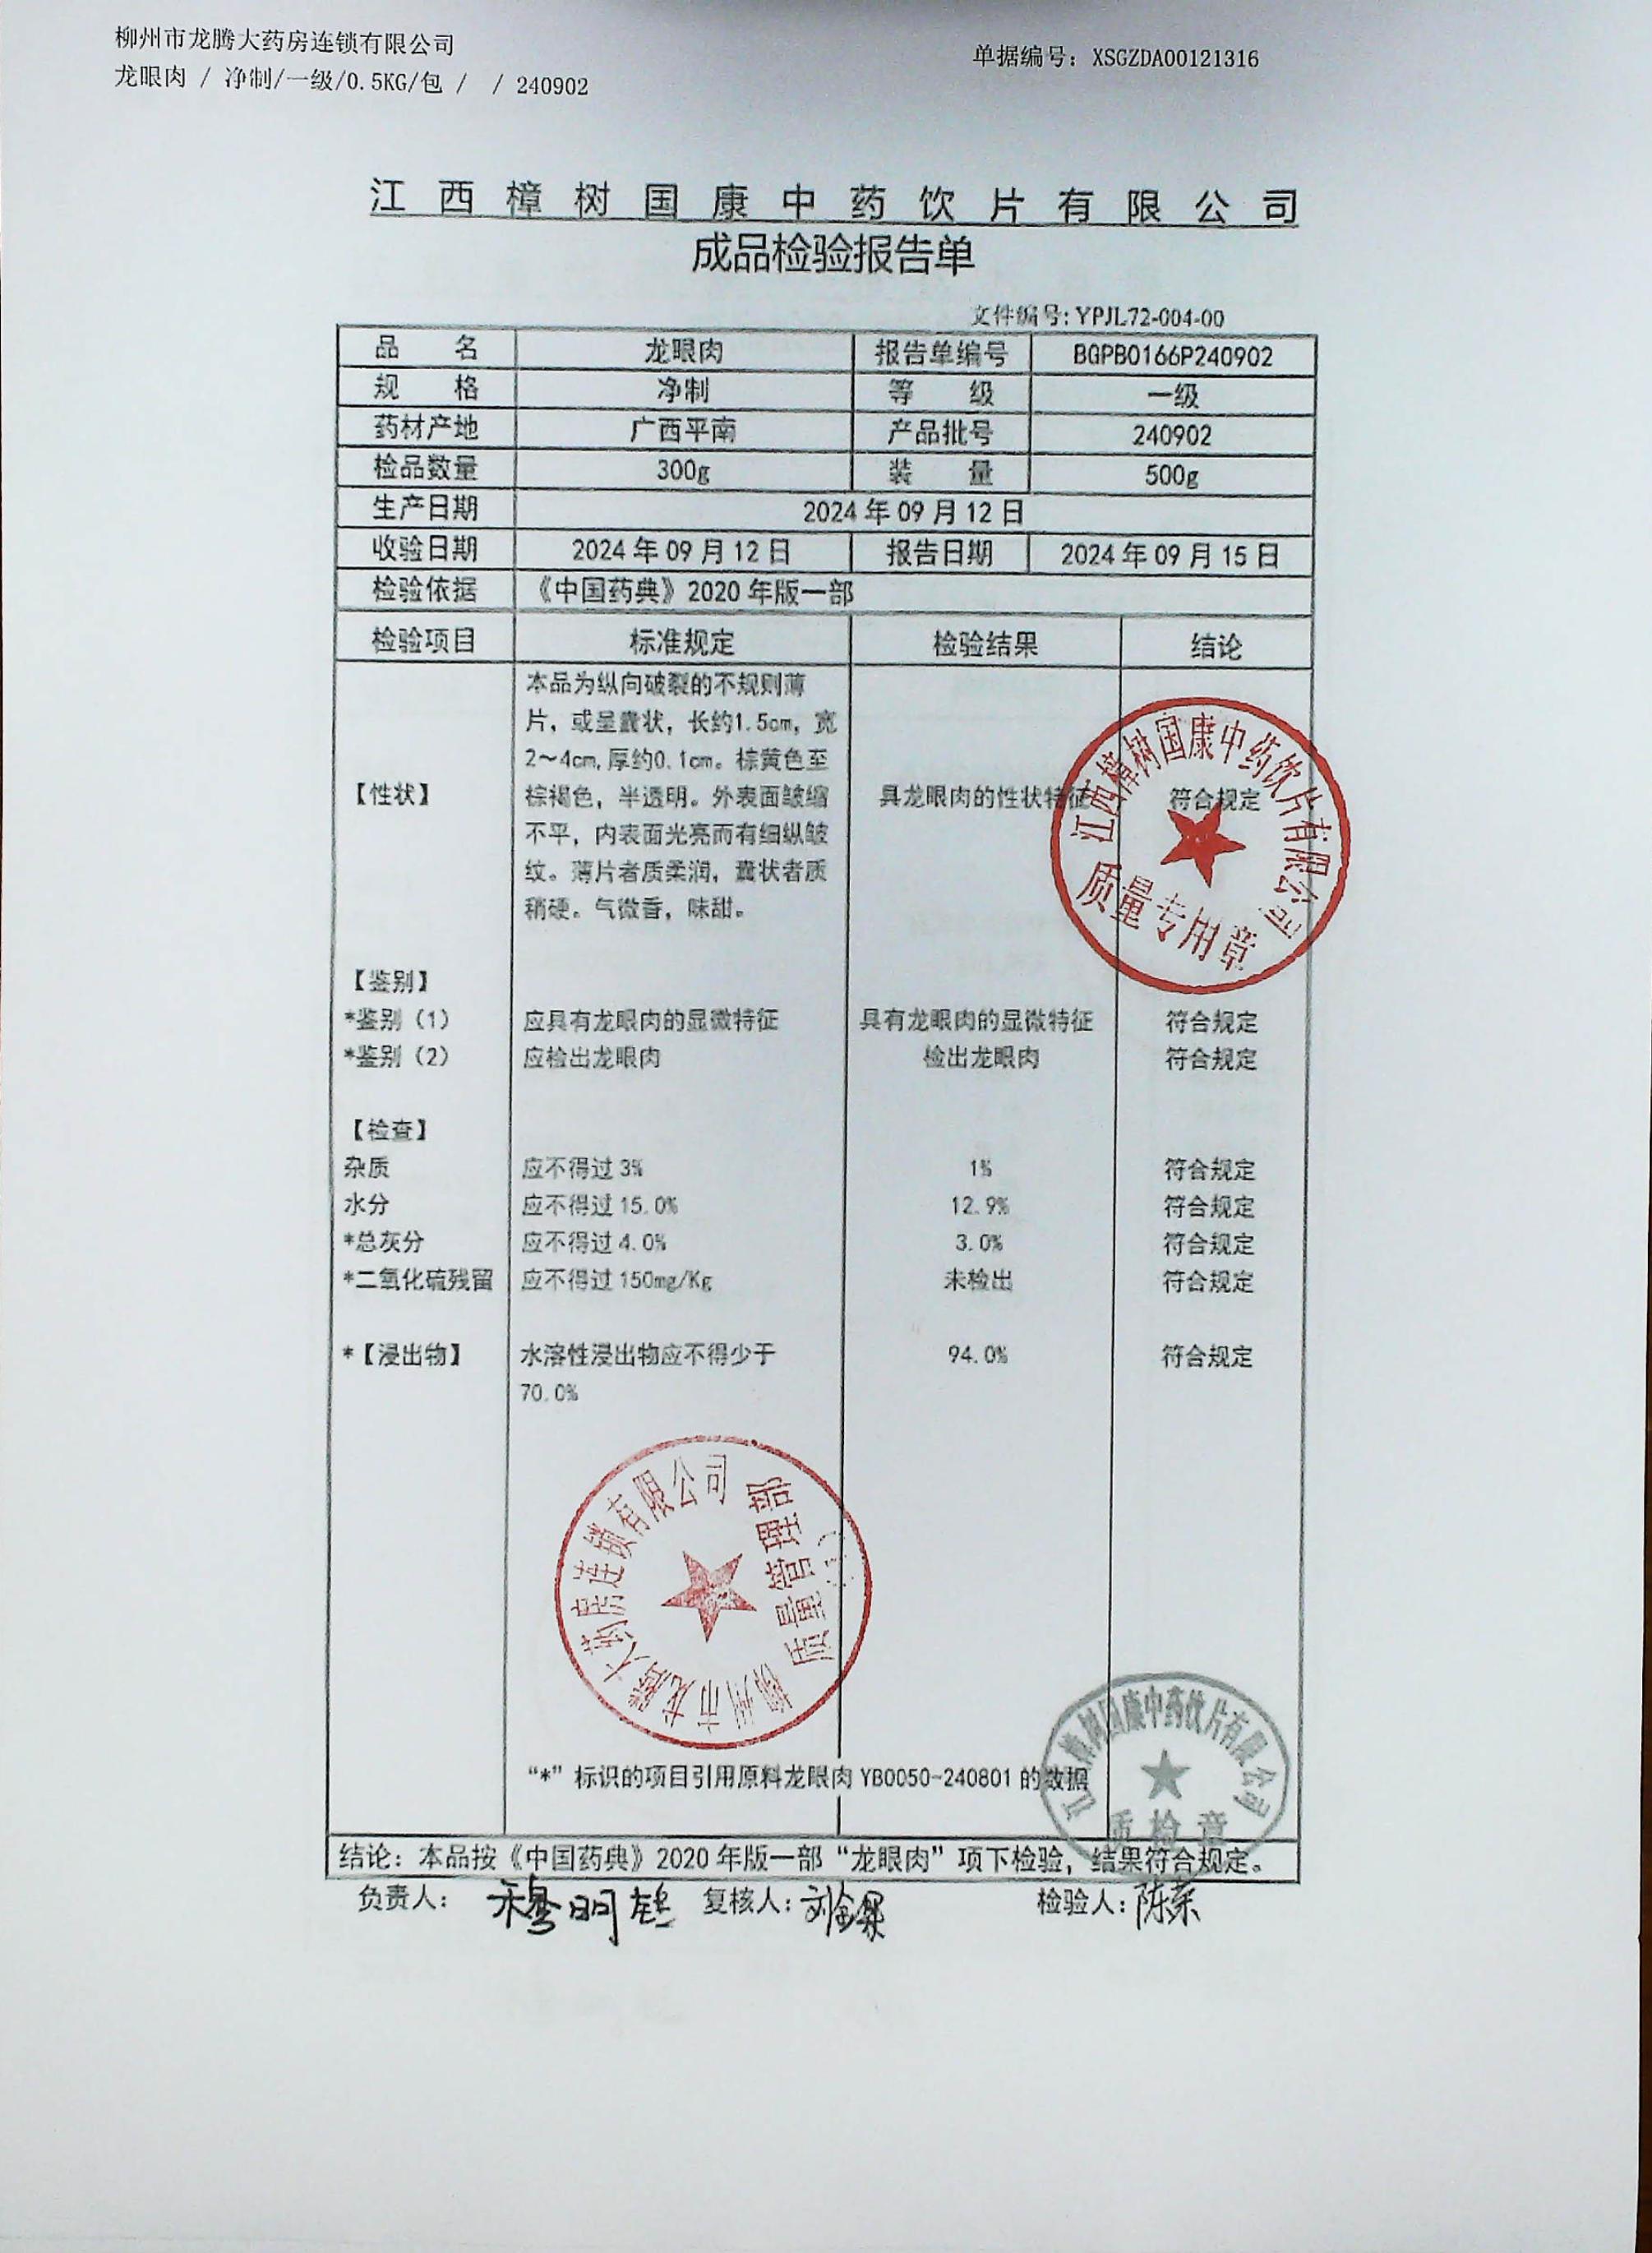 柳州市龙腾大药房连锁有限公司
单据编号：XSGZDA00121316
龙眼肉 / 净制/一级/0.5KG/包 /  / 240902
江西樟树国康中药饮片有限公司
成品检验报告单
文件编号：YPJL72-004-00
品 名 龙眼肉 报告单编号 BGPB0166P240902
规 格 净制 等 级 一级
药材产地 广西平南 产品批号 240902
检品数量 300g 装 量 500g
生产日期 2024年09月12日
收验日期 2024年09月12日 报告日期 2024年09月15日
检验依据 《中国药典》2020年版一部
检验项目 标准规定 检验结果 结论
本品为纵向破裂的不规则薄
片，或呈囊状，长约1.5cm，宽
2～4cm,厚约0.1cm。棕黄色至
【性状】 棕褐色，半透明。外表面皱缩 具龙眼肉的性状特征 符合规定
不平，内表面光亮而有细纵皱
纹。薄片者质柔润，囊状者质
稍硬。气微香，味甜。
江西樟树国康中药饮片有限公司
质量专用章
【鉴别】
*鉴别（1） 应具有龙眼肉的显微特征 具有龙眼肉的显微特征 符合规定
*鉴别（2） 应检出龙眼肉 检出龙眼肉 符合规定
【检查】
杂质 应不得过3% 1% 符合规定
水分 应不得过15.0% 12.9% 符合规定
*总灰分 应不得过4.0% 3.0% 符合规定
*二氧化硫残留 应不得过150mg/Kg 未检出 符合规定
*【浸出物】 水溶性浸出物应不得少于 94.0% 符合规定
70.0%
柳州市龙腾大药房连锁有限公司
质量管理部
江西樟树国康中药饮片有限公司
质检章
“*”标识的项目引用原料龙眼肉YB0050-240801的数据
结论：本品按《中国药典》2020年版一部“龙眼肉”项下检验，结果符合规定。
负责人： 复核人： 检验人：陈荣